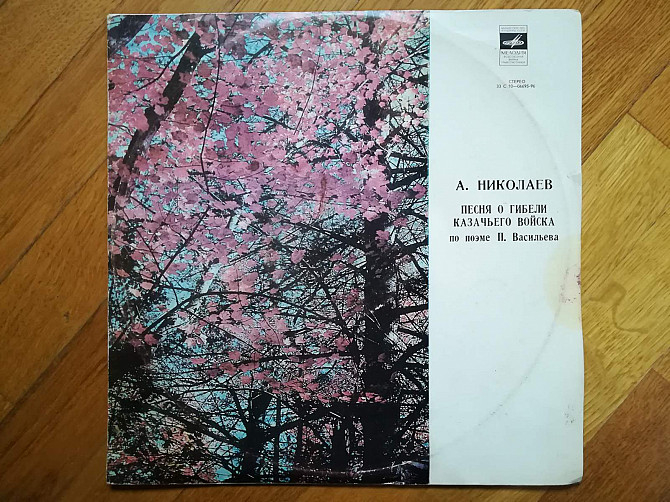 МЕЛОДИЯ
СТЕРЕО
А. НИКОЛАЕВ
ПЕСНЯ О ГИБЕЛИ
КАЗАЧЬЕГО ВОЙСКА
по поэме П. Васильева